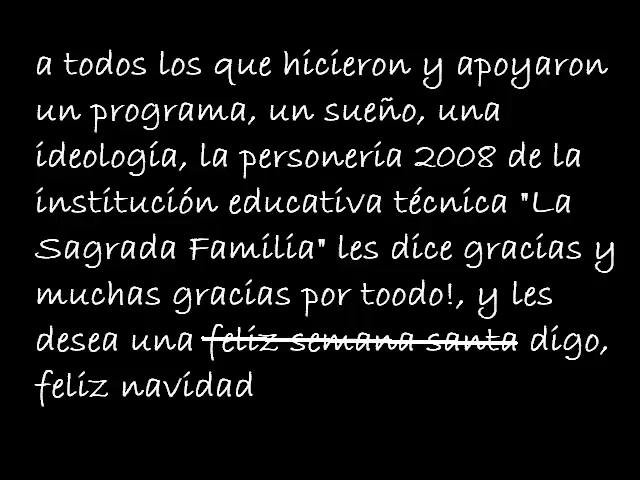 a todos los que hicieron y apoyaron
un programa, un sueño, una
ideología, la personería 2008 de la
institución educativa técnica "La
Sagrada Familia" les dice gracias y
muchas gracias por toodo!, y les
desea una feliz semana santa digo,
feliz navidad